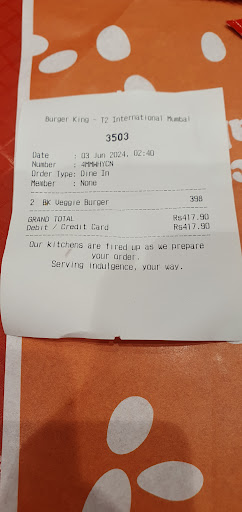 Burger King - T2 International Mumbai
3503
Date : 03 Jun 2024, 02:40
Number : 4MMWHYCN
Order Type: Dine In
Member : None
2 BK Veggie Burger 398
GRAND TOTAL Rs417.90
Debit / Credit Card Rs417.90
Our kitchens are fired up as we prepare
your order.
Serving indulgence, your way.